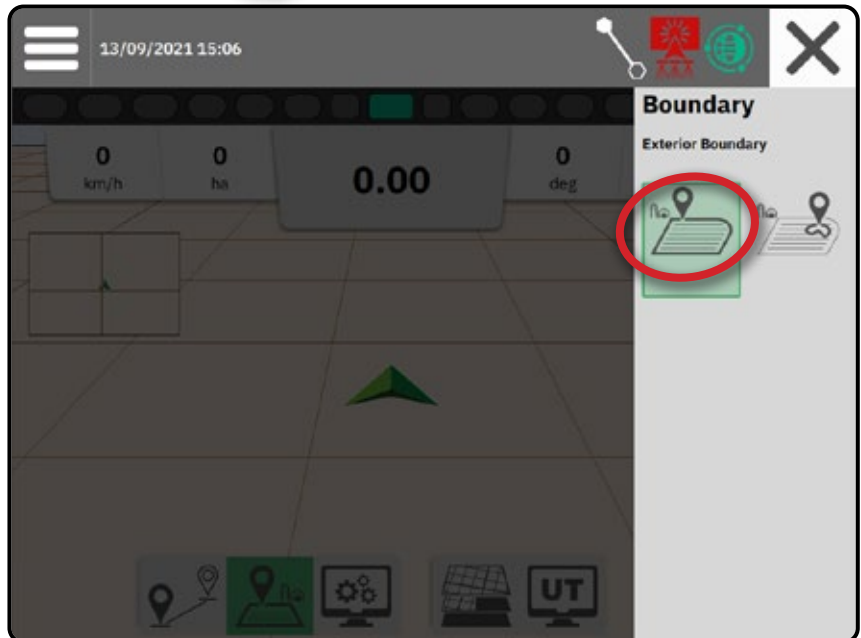 13/09/2021 15:06
Boundary
Exterior Boundary
0
km/h
0
ha
0.00
0
deg
UT